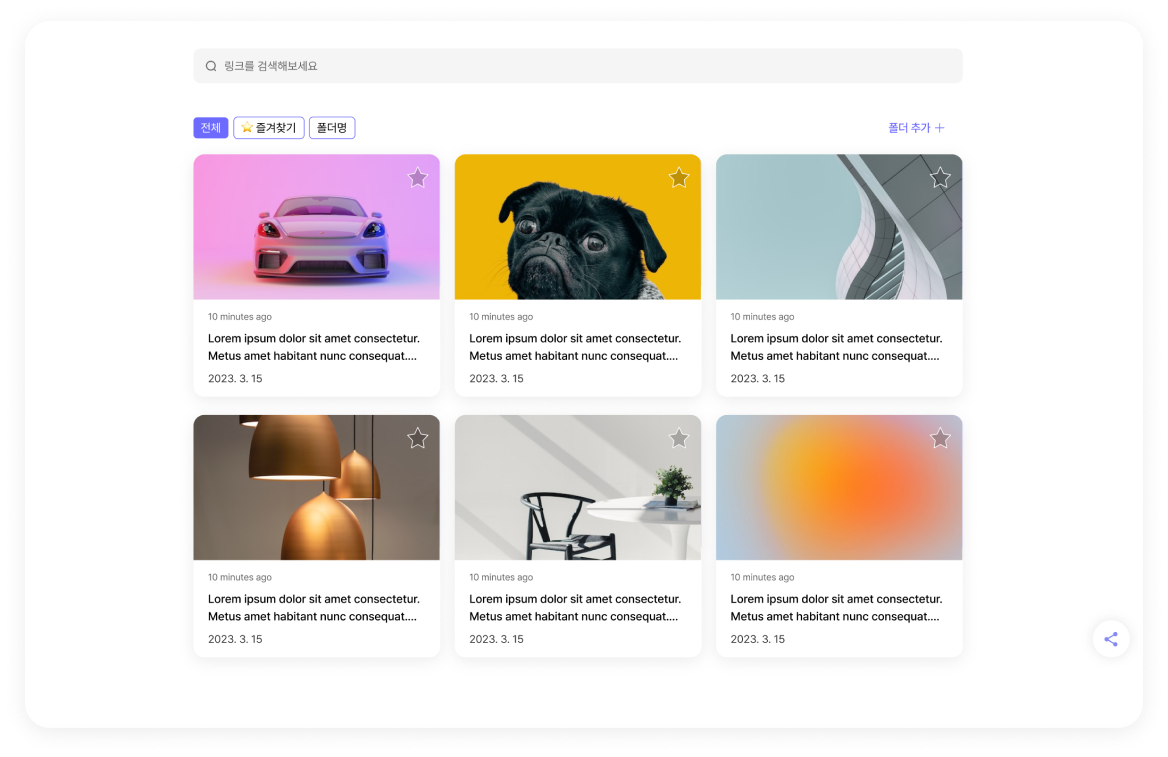 링크를 검색해보세요
전체
⭐ 즐겨찾기
폴더명
폴더 추가 +
10 minutes ago
Lorem ipsum dolor sit amet consectetur.
Metus amet habitant nunc consequat....
2023. 3. 15
10 minutes ago
Lorem ipsum dolor sit amet consectetur.
Metus amet habitant nunc consequat....
2023. 3. 15
10 minutes ago
Lorem ipsum dolor sit amet consectetur.
Metus amet habitant nunc consequat....
2023. 3. 15
10 minutes ago
Lorem ipsum dolor sit amet consectetur.
Metus amet habitant nunc consequat....
2023. 3. 15
10 minutes ago
Lorem ipsum dolor sit amet consectetur.
Metus amet habitant nunc consequat....
2023. 3. 15
10 minutes ago
Lorem ipsum dolor sit amet consectetur.
Metus amet habitant nunc consequat....
2023. 3. 15